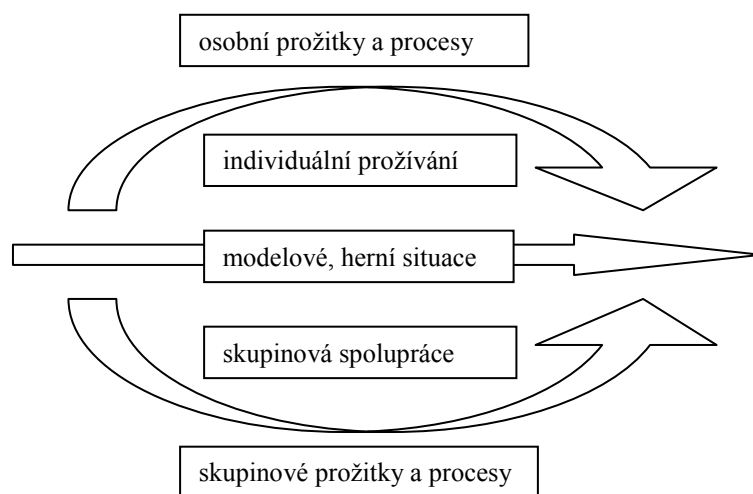 osobní prožitky a procesy
individuální prožívání
modelové, herní situace
skupinová spolupráce
skupinové prožitky a procesy